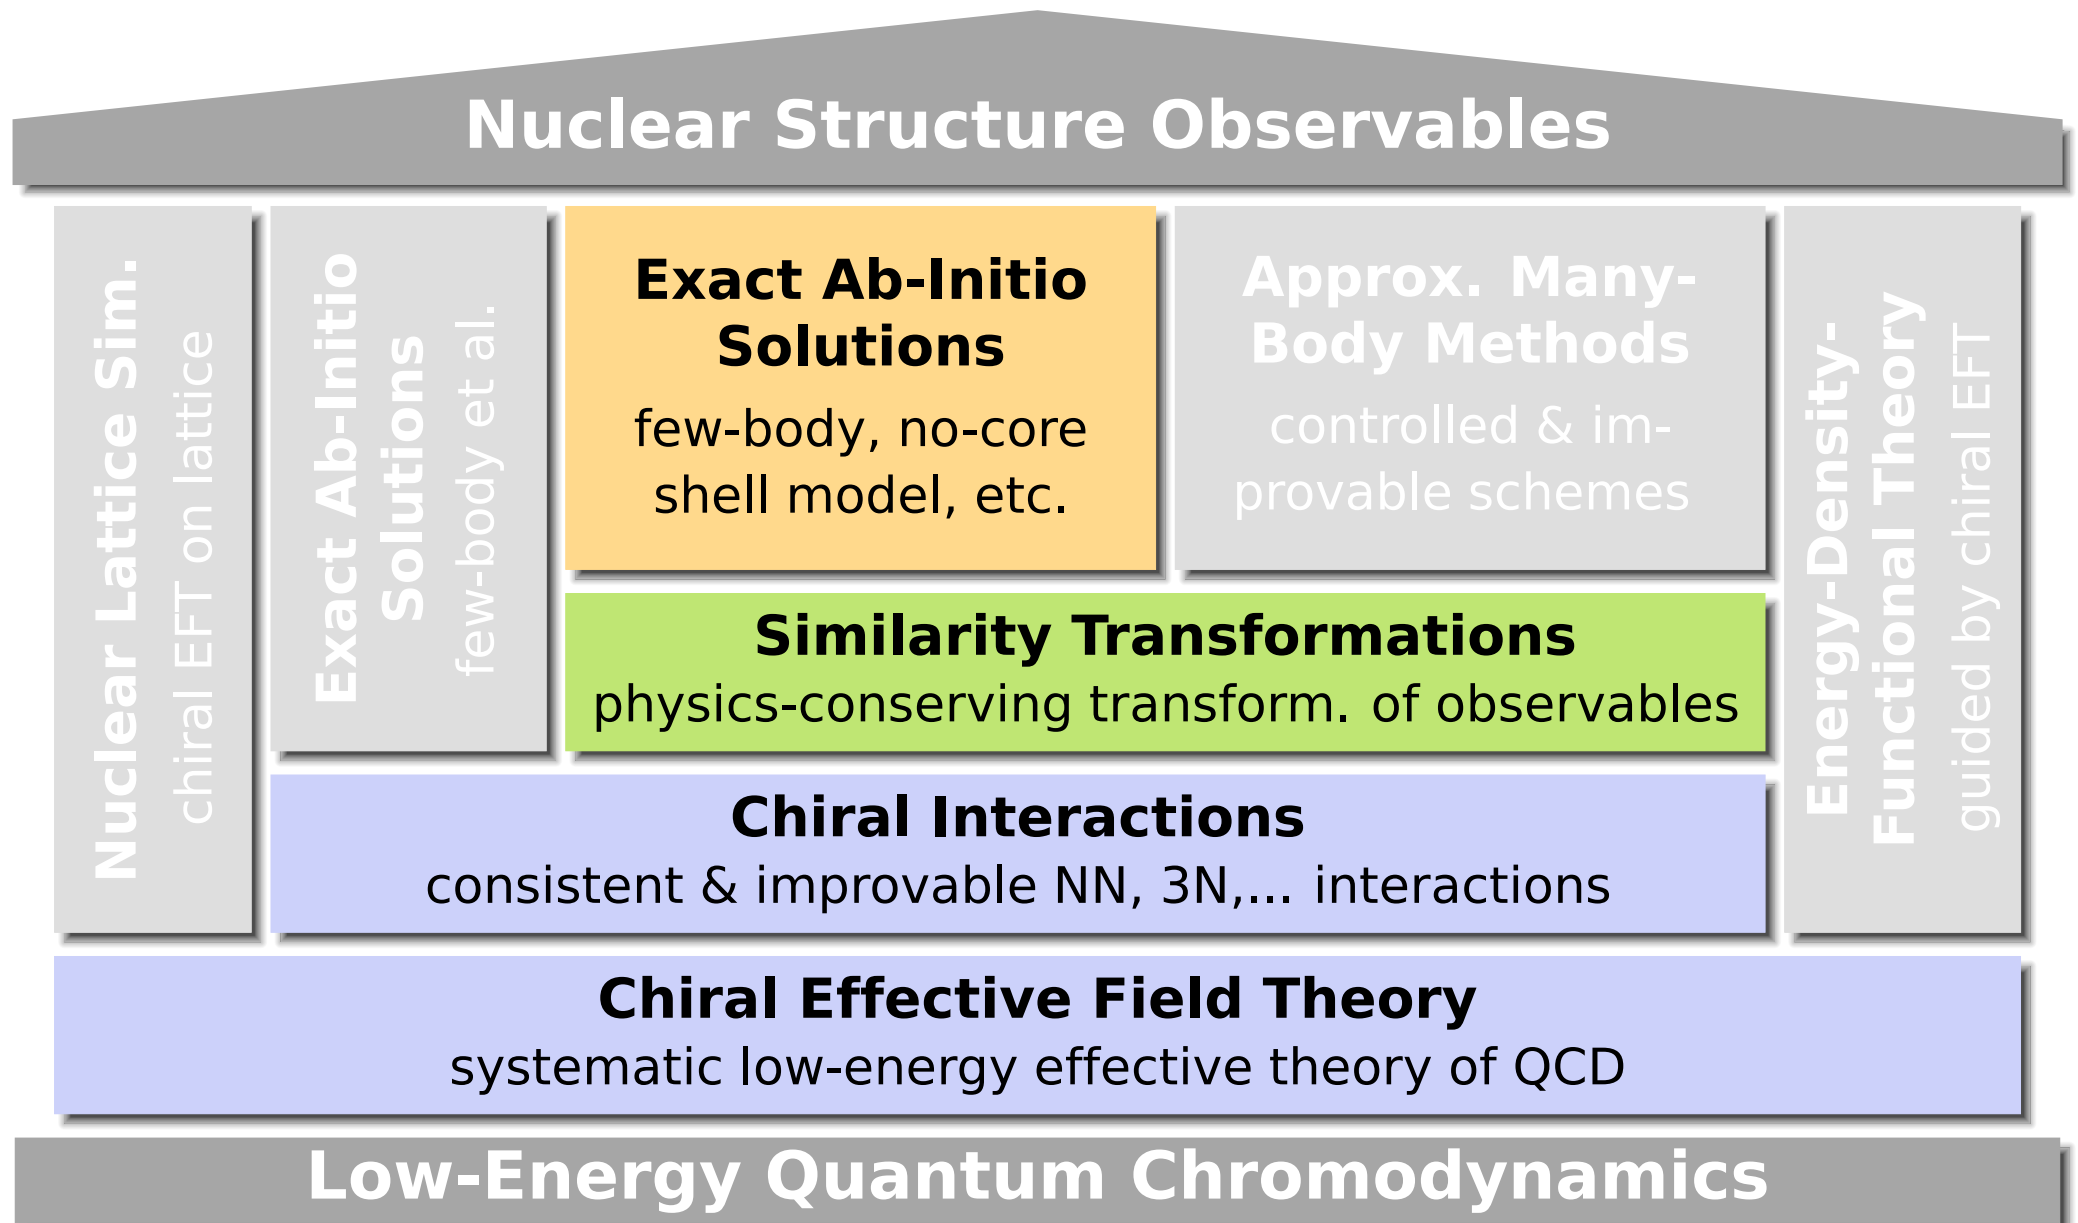 Nuclear Structure Observables
Nuclear Lattice Sim.
chiral EFT on lattice
Exact Ab-Initio
Solutions
few-body et al.
Exact Ab-Initio
Solutions
few-body, no-core
shell model, etc.
Approx. Many-
Body Methods
controlled & im-
provable schemes
Energy-Density-
Functional Theory
guided by chiral EFT
Similarity Transformations
physics-conserving transform. of observables
Chiral Interactions
consistent & improvable NN, 3N,... interactions
Chiral Effective Field Theory
systematic low-energy effective theory of QCD
Low-Energy Quantum Chromodynamics